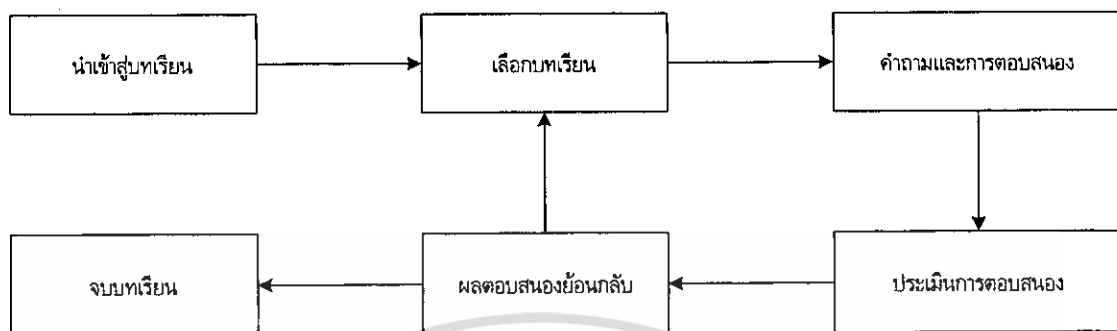 นำเข้าสู่บทเรียน
เลือกบทเรียน
คำถามและการตอบสนอง
จบบทเรียน
ผลตอบสนองย้อนกลับ
ประเมินการตอบสนอง